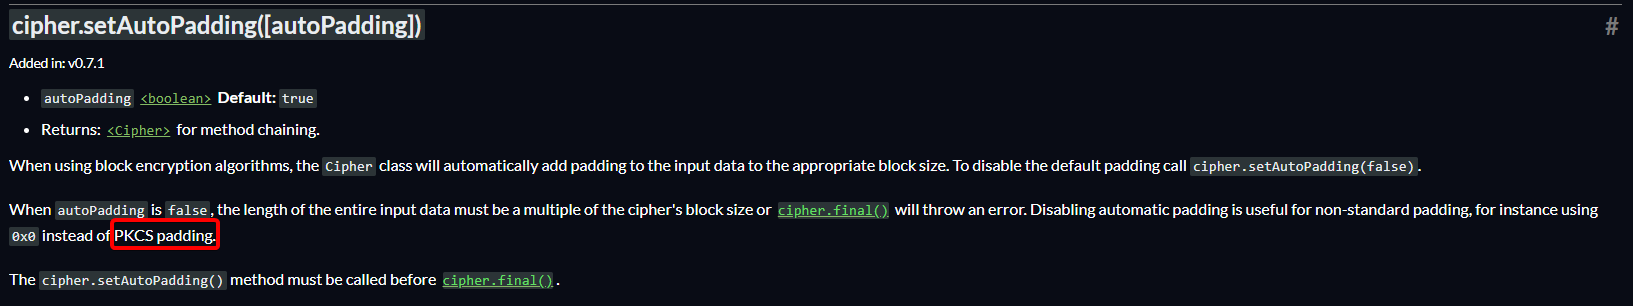 cipher.setAutoPadding([autoPadding])
#
Added in: v0.7.1
• autoPadding <boolean> Default: true
• Returns: <Cipher> for method chaining.
When using block encryption algorithms, the Cipher class will automatically add padding to the input data to the appropriate block size. To disable the default padding call cipher.setAutoPadding(false).
When autoPadding is false, the length of the entire input data must be a multiple of the cipher's block size or cipher.final() will throw an error. Disabling automatic padding is useful for non-standard padding, for instance using
0x0 instead of PKCS padding.
The cipher.setAutoPadding() method must be called before cipher.final().